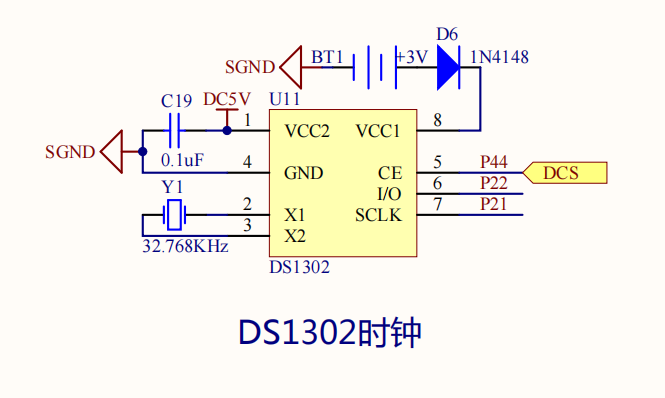 D6
SGND BT1 +3V 1N4148
C19 DC5V U11
1 VCC2 VCC1 8
SGND
0.1uF 4 GND CE 5 P44 DCS
Y1 I/O 6 P22
2 X1 SCLK 7 P21
3 X2
32.768KHz
DS1302
DS1302时钟